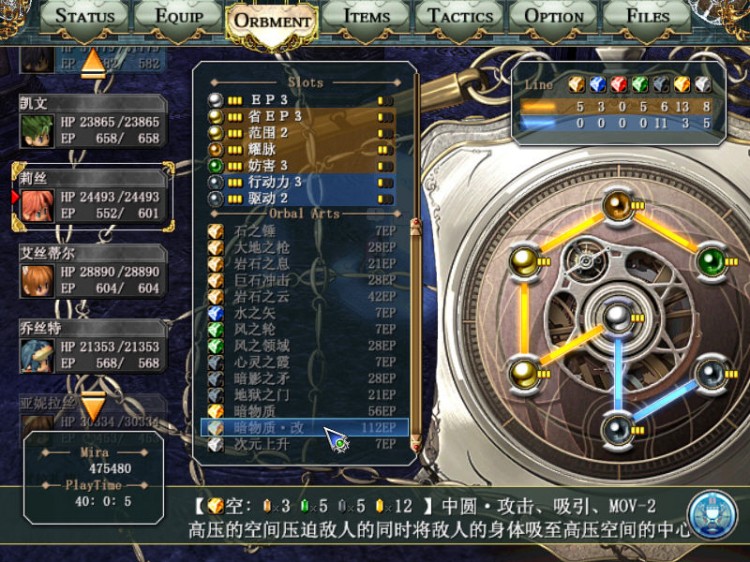 STATUS EQUIP ORBMENT ITEMS TACTICS OPTION FILES
EP 582
凯文
HP 23865/23865
EP 658/ 658
莉丝
HP 24493/24493
EP 552/ 601
艾丝蒂尔
HP 28890/28890
EP 604/ 604
乔丝特
HP 21353/21353
EP 568/ 568
亚妮拉丝
HP 30334/30334
Mira
475480
PlayTime
40: 0: 5
Slots
EP 3
省EP 3
范围 2
耀脉
妨害 3
行动力 3
驱动 2
Orbal Arts
石之锤 7EP
大地之枪 28EP
岩石之息 21EP
巨石冲击 28EP
岩石之云 42EP
水之矢 7EP
风之轮 7EP
风之领域 28EP
心灵之霞 7EP
暗影之矛 28EP
地狱之门 21EP
暗物质 56EP
暗物质·改 112EP
次元上升 7EP
Line
5 3 0 5 6 13 8
0 0 0 0 11 3 5
【空: ×3 ×5 ×5 ×12 】中圆·攻击、吸引、MOV-2
高压的空间压迫敌人的同时将敌人的身体吸至高压空间的中心